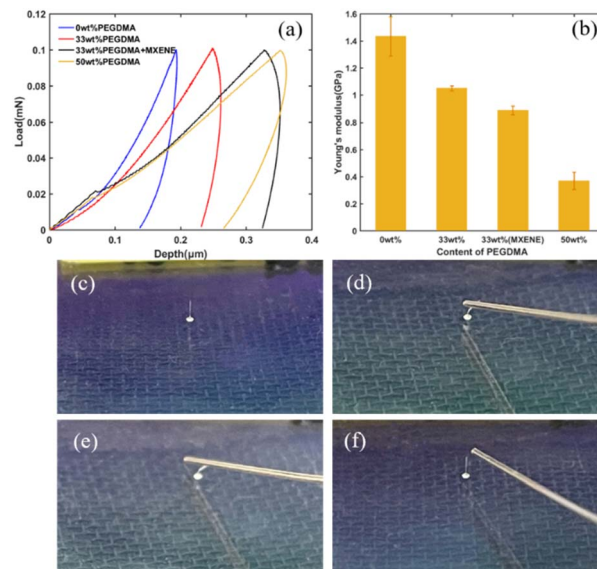 (a)
0wt%PEGDMA
33wt%PEGDMA
33wt%PEGDMA+MXENE
50wt%PEGDMA
Load(mN)
0.1
0.08
0.06
0.04
0.02
0
0
0.1
0.2
0.3
0.4
Depth(μm)
(b)
Young's modulus(GPa)
1.6
1.4
1.2
1
0.8
0.6
0.4
0.2
0
0wt%
33wt%
33wt%(MXENE)
50wt%
Content of PEGDMA
(c)
(d)
(e)
(f)